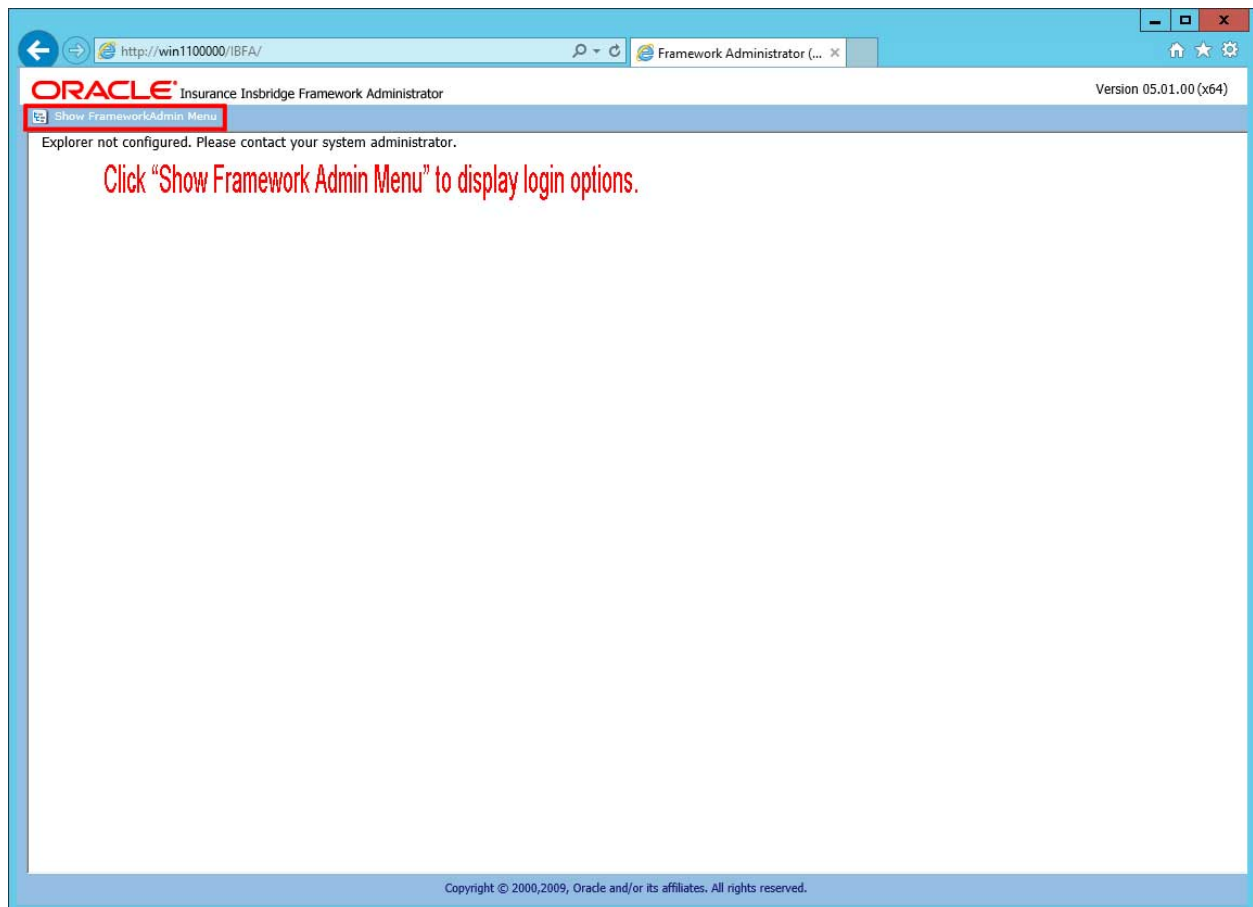 http://win1100000/IBFA/
Framework Administrator (...
ORACLE® Insurance Insbridge Framework Administrator
Version 05.01.00 (x64)
Show FrameworkAdmin Menu
Explorer not configured. Please contact your system administrator.
Click “Show Framework Admin Menu” to display login options.
Copyright © 2000,2009, Oracle and/or its affiliates. All rights reserved.